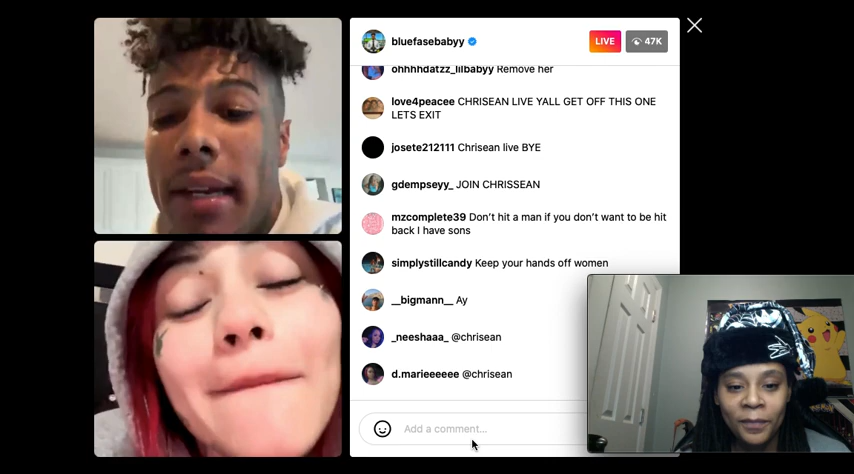 bluefasebabyy
LIVE
47K
ohhhhdatzz_lilbabyy Remove her
love4peacee CHRISEAN LIVE YALL GET OFF THIS ONE
LETS EXIT
josete212111 Chrisean live BYE
gdempseyy_ JOIN CHRISSEAN
mzcomplete39 Don’t hit a man if you don’t want to be hit
back I have sons
simplystillcandy Keep your hands off women
__bigmann__ Ay
_neeshaaa_ @chrisean
d.marieeeeee @chrisean
Add a comment...